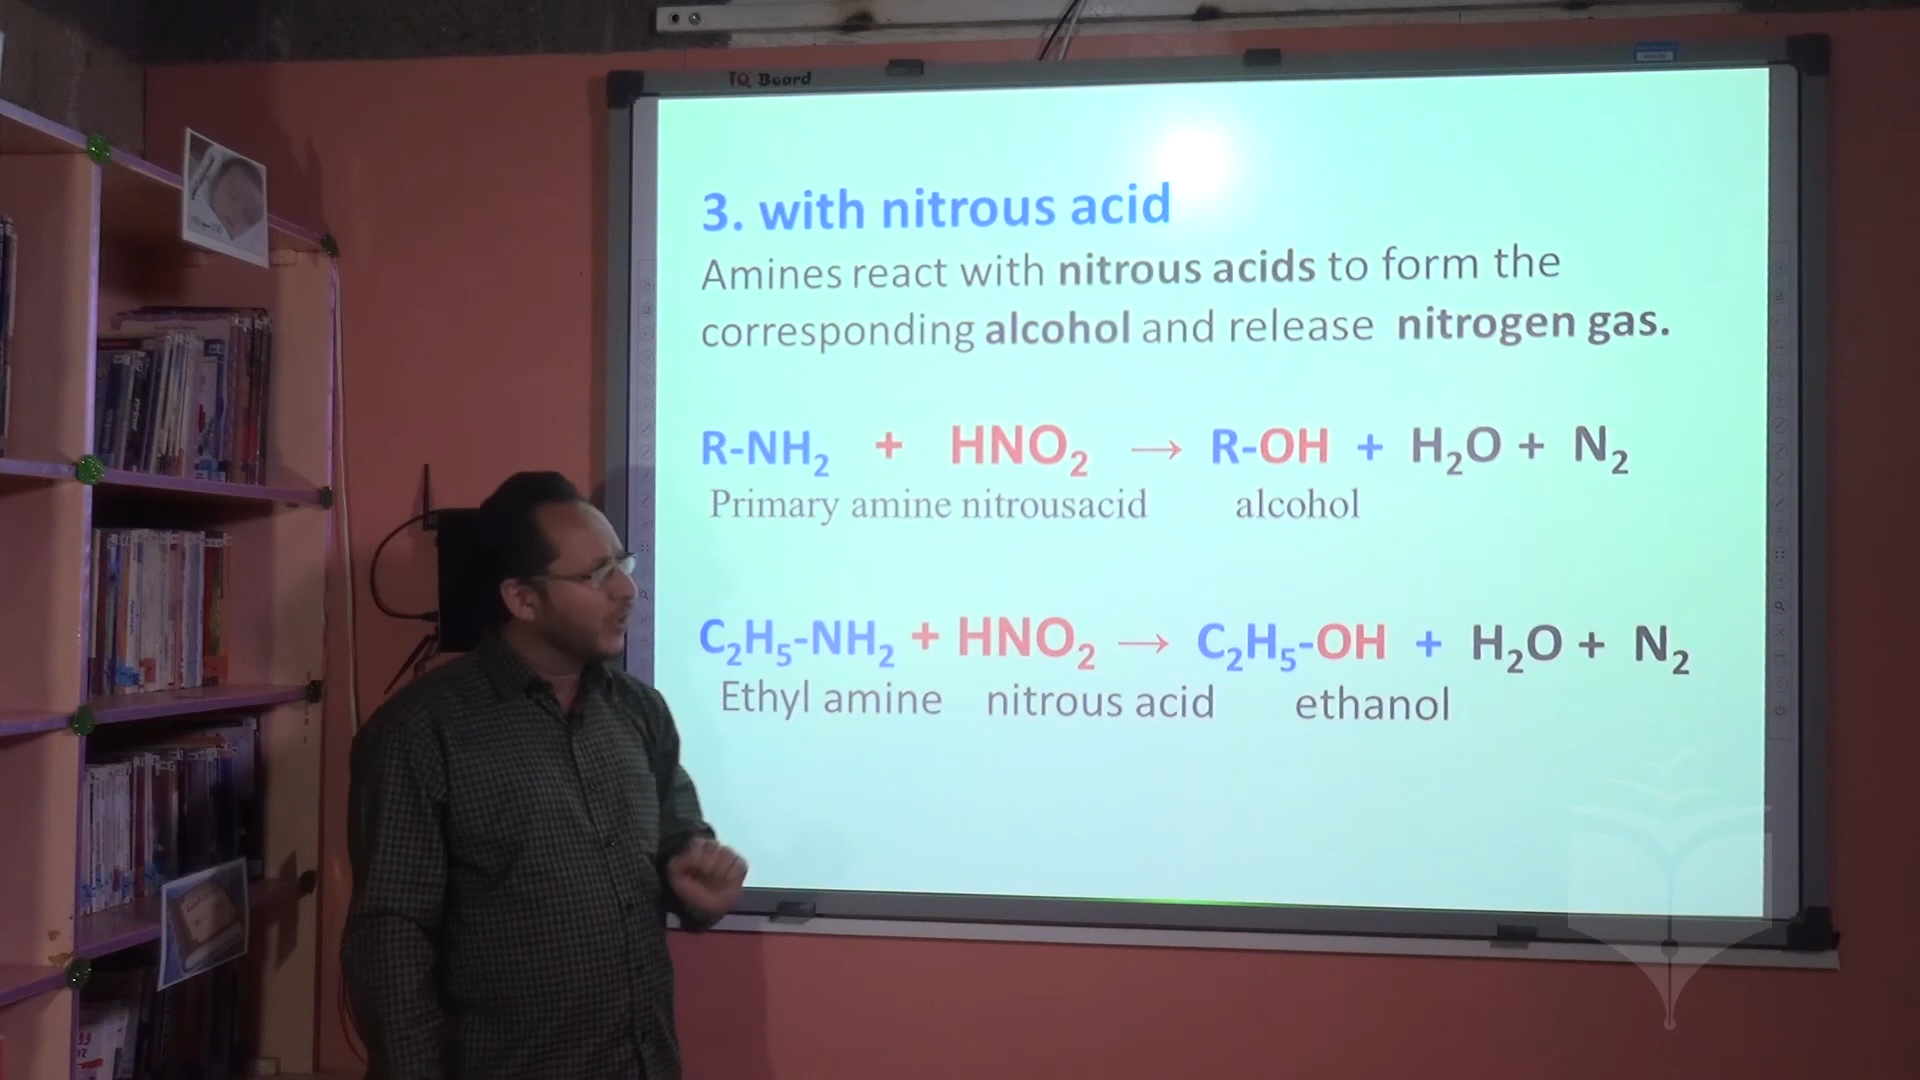 IQ Board
3. with nitrous acid
Amines react with nitrous acids to form the
corresponding alcohol and release nitrogen gas.
R-NH₂ + HNO₂ → R-OH + H₂O + N₂
Primary amine nitrousacid alcohol
C₂H₅-NH₂ + HNO₂ → C₂H₅-OH + H₂O + N₂
Ethyl amine nitrous acid ethanol